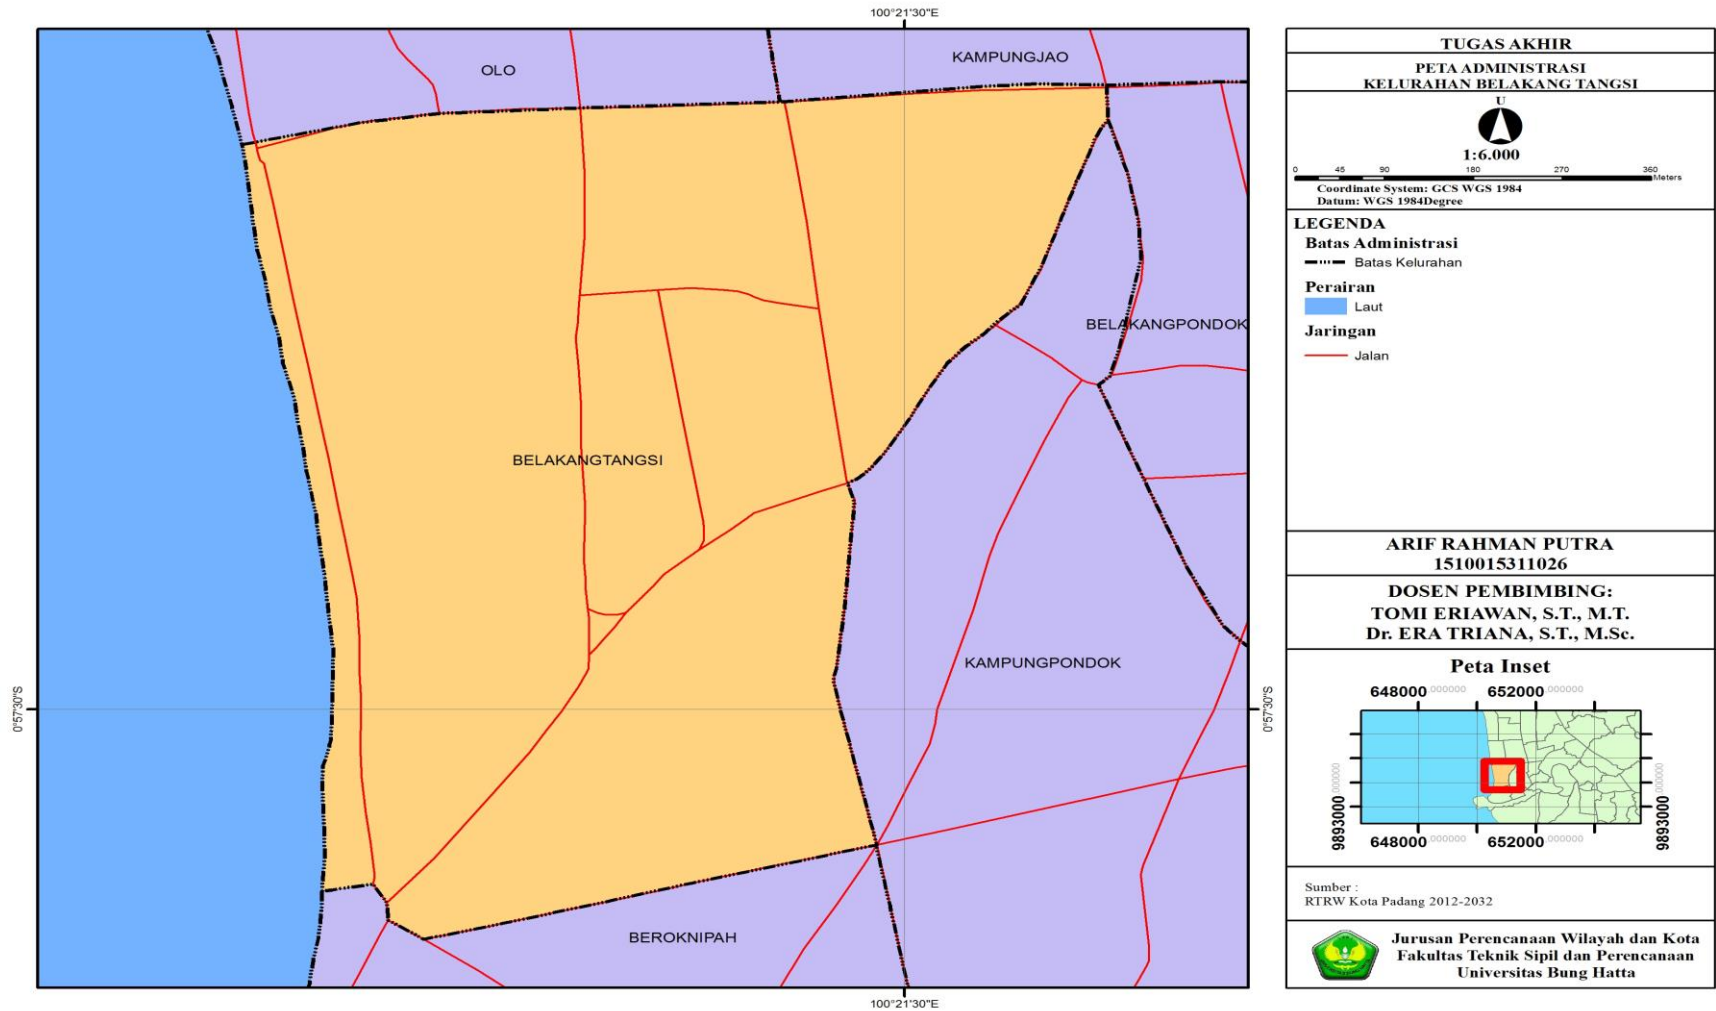 100°21'30"E
OLO
KAMPUNGJAO
BELAKANGPONDOK
BELAKANGTANGSI
KAMPUNGPONDOK
0°57'30"S
0°57'30"S
BEROKNIPAH
100°21'30"E
TUGAS AKHIR
PETA ADMINISTRASI
KELURAHAN BELAKANG TANGSI
U
1:6.000
0 45 90 180 270 360
Meters
Coordinate System: GCS WGS 1984
Datum: WGS 1984Degree
LEGENDA
Batas Administrasi
Batas Kelurahan
Perairan
Laut
Jaringan
Jalan
ARIF RAHMAN PUTRA
1510015311026
DOSEN PEMBIMBING:
TOMI ERIAWAN, S.T., M.T.
Dr. ERA TRIANA, S.T., M.Sc.
Peta Inset
648000.000000 652000.000000
9893000.000000
9893000.000000
648000.000000 652000.000000
Sumber :
RTRW Kota Padang 2012-2032
Jurusan Perencanaan Wilayah dan Kota
Fakultas Teknik Sipil dan Perencanaan
Universitas Bung Hatta